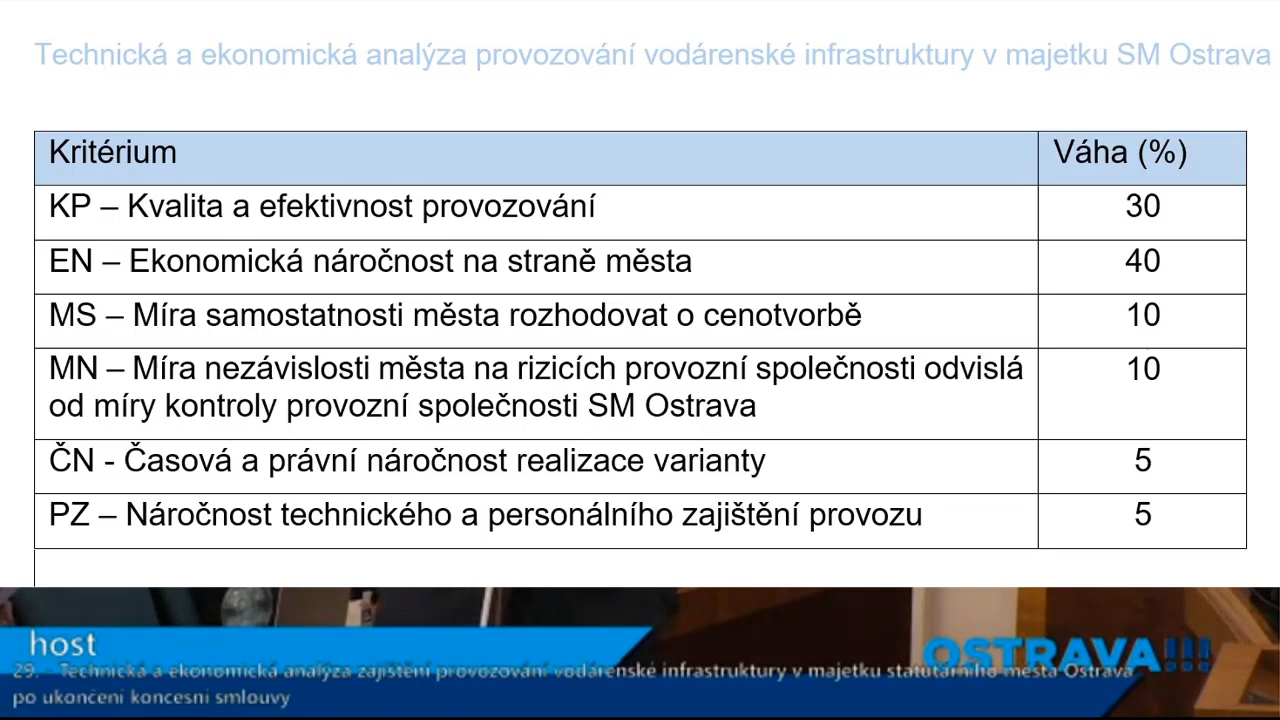 Technická a ekonomická analýza provozování vodárenské infrastruktury v majetku SM Ostrava
Kritérium Váha (%)
KP – Kvalita a efektivnost provozování 30
EN – Ekonomická náročnost na straně města 40
MS – Míra samostatnosti města rozhodovat o cenotvorbě 10
MN – Míra nezávislosti města na rizicích provozní společnosti odvislá 10
od míry kontroly provozní společnosti SM Ostrava
ČN - Časová a právní náročnost realizace varianty 5
PZ – Náročnost technického a personálního zajištění provozu 5
host
OSTRAVA!!!
29. - Technická a ekonomická analýza zajištění provozování vodárenské infrastruktury v majetku statutárního města Ostrava
po ukončení koncesní smlouvy